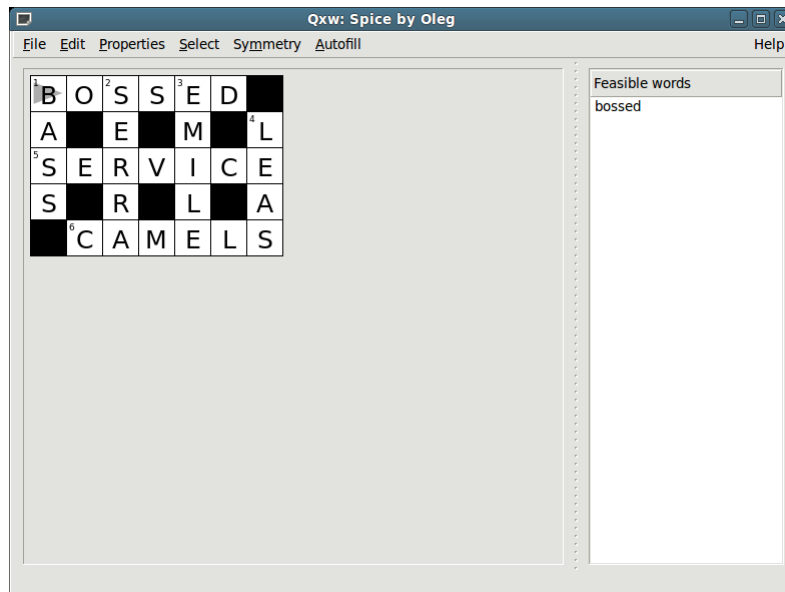 Qxw: Spice by Oleg
File Edit Properties Select Symmetry Autofill Help
Feasible words
bossed
1 B O 2 S S 3 E D
A E M 4 L
5 S E R V I C E
S R L A
6 C A M E L S